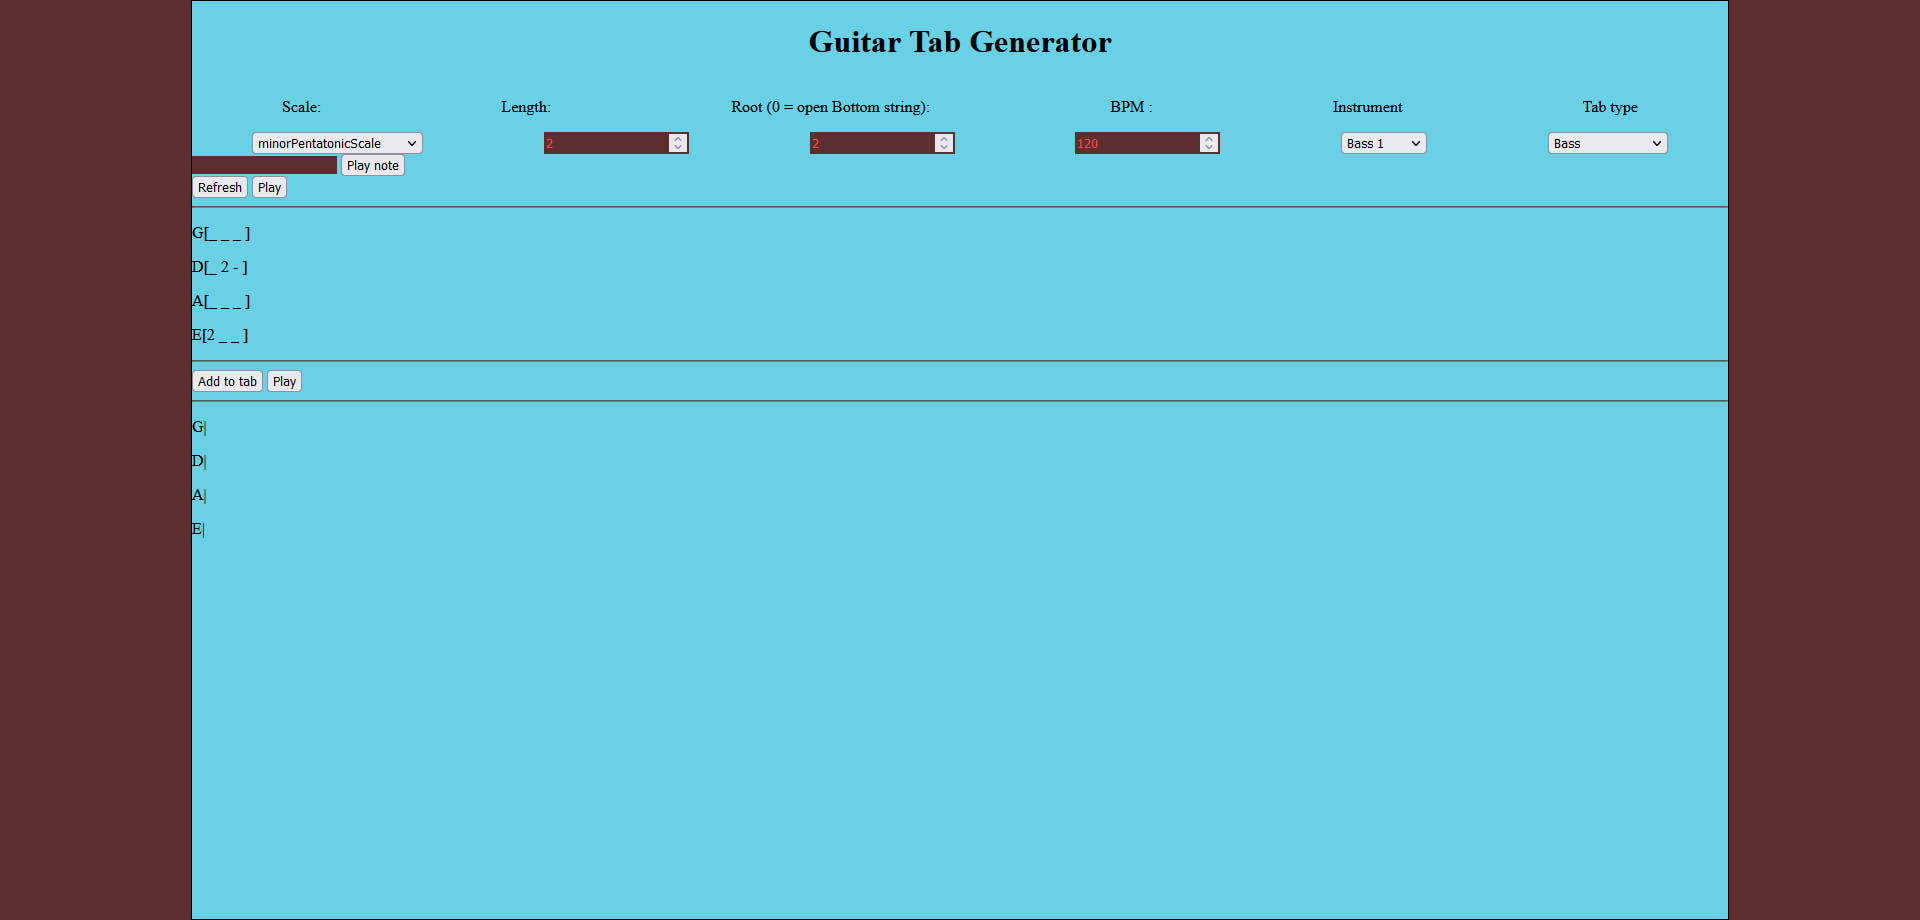 Guitar Tab Generator
Scale: Length: Root (0 = open Bottom string): BPM : Instrument Tab type
minorPentatonicScale 2 2 120 Bass 1 Bass
Play note
Refresh Play
G[_ _ _ ]
D[_ 2 - ]
A[_ _ _ ]
E[2 _ _ ]
Add to tab Play
G|
D|
A|
E|